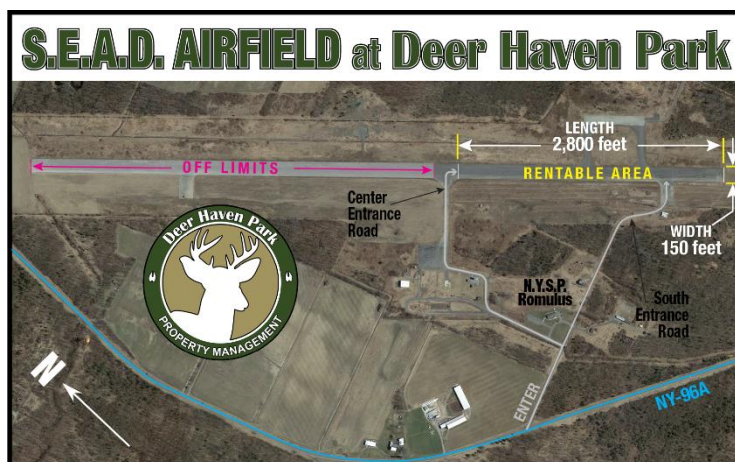 S.E.A.D. AIRFIELD at Deer Haven Park
LENGTH
2,800 feet
OFF LIMITS
RENTABLE AREA
Center
Entrance
Road
WIDTH
150 feet
Deer Haven Park
PROPERTY MANAGEMENT
N.Y.S.P.
Romulus
South
Entrance
Road
N
ENTER
NY-96A